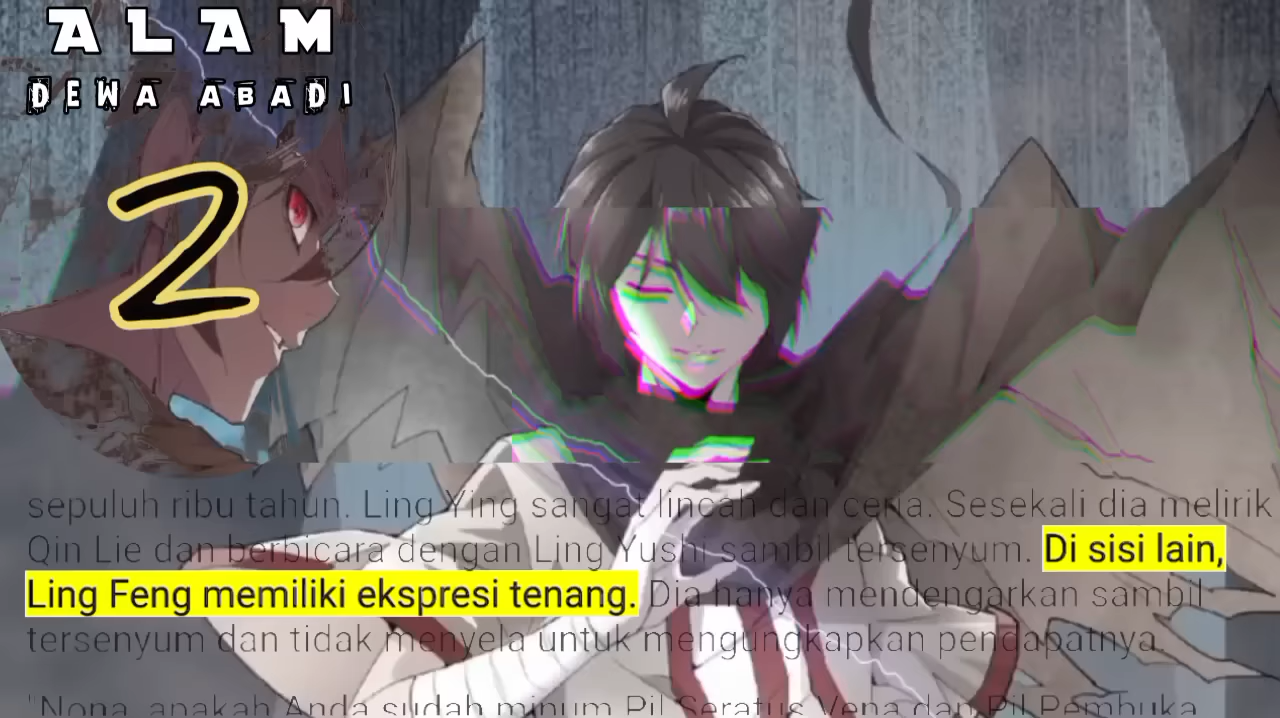 ALAM
DEWA ABADI
2
sepuluh ribu tahun. Ling Ying sangat lincah dan ceria. Sesekali dia melirik
Qin Lie dan berbicara dengan Ling Yushi sambil tersenyum. Di sisi lain,
Ling Feng memiliki ekspresi tenang. Dia hanya mendengarkan sambil
tersenyum dan tidak menyela untuk mengungkapkan pendapatnya.
"Nona, apakah Anda sudah minum Pil Seratus Vena dan Pil Pembuka